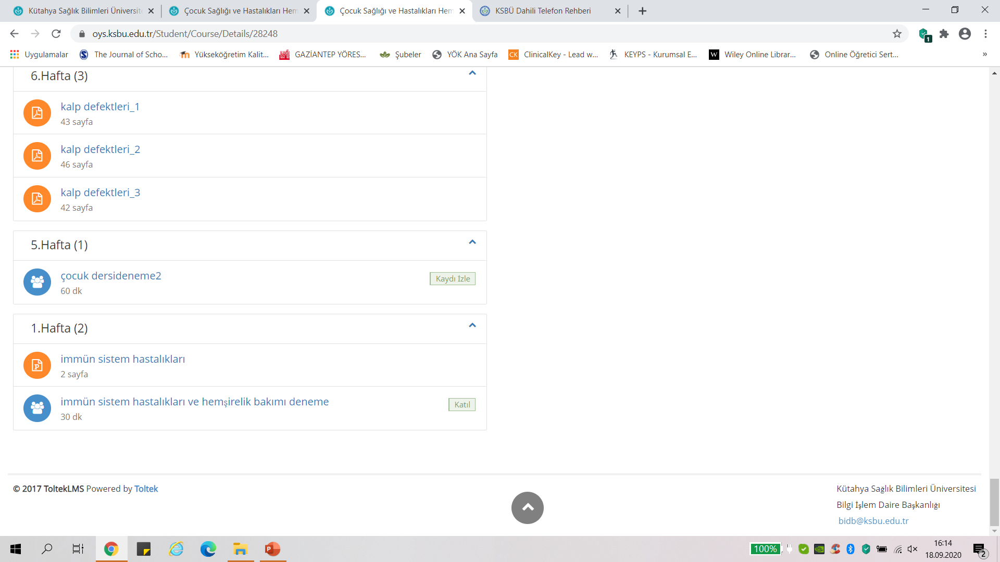 Kütahya Sağlık Bilimleri Üniversite
Çocuk Sağlığı ve Hastalıkları Hem
Çocuk Sağlığı ve Hastalıkları Hem
KSBÜ Dahili Telefon Rehberi
oys.ksbu.edu.tr/Student/Course/Details/28248
1
Uygulamalar
The Journal of Scho...
Yükseköğretim Kalit...
GAZİANTEP YÖRES...
Şubeler
YÖK Ana Sayfa
CK ClinicalKey - Lead w...
KEYPS - Kurumsal E...
W Wiley Online Librar...
Online Öğretici Sert...
»
6.Hafta (3)
kalp defektleri_1
43 sayfa
kalp defektleri_2
46 sayfa
kalp defektleri_3
42 sayfa
5.Hafta (1)
çocuk dersideneme2
Kaydı İzle
60 dk
1.Hafta (2)
immün sistem hastalıkları
2 sayfa
immün sistem hastalıkları ve hemşirelik bakımı deneme
Katıl
30 dk
© 2017 ToltekLMS Powered by Toltek
Kütahya Sağlık Bilimleri Üniversitesi
Bilgi İşlem Daire Başkanlığı
bidb@ksbu.edu.tr
100%
16:14
18.09.2020
2